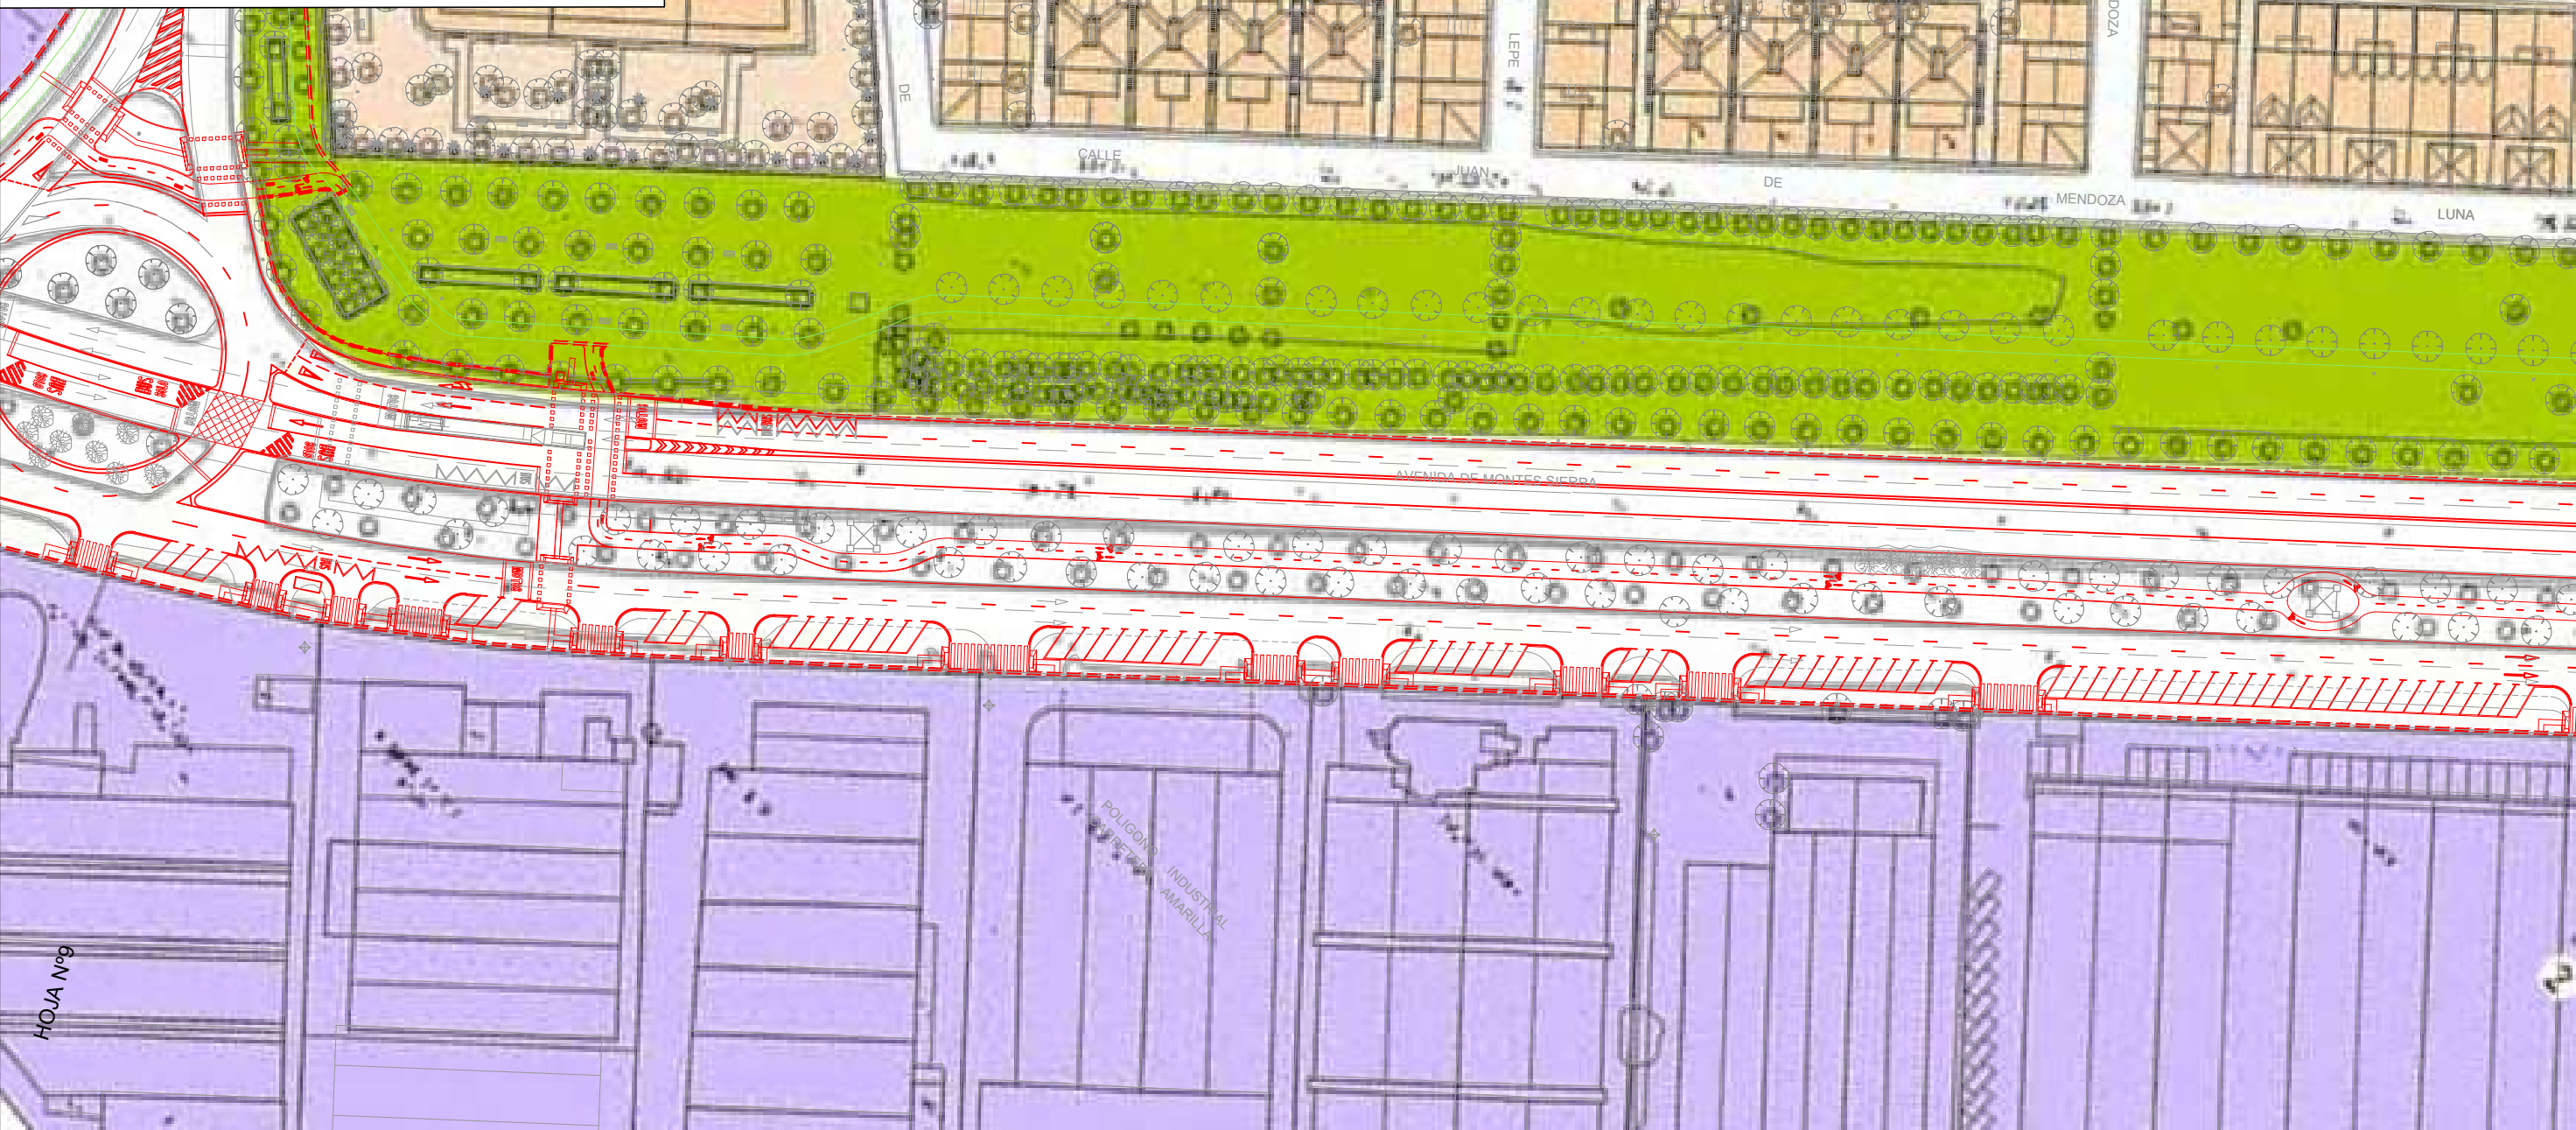 DE
LEPE
DOZA
CALLE
JUAN
DE
MENDOZA
LUNA
AVENIDA DE MONTES SIERRA
POLIGONO INDUSTRIAL
CARRETERA AMARILLA
HOJA Nº9